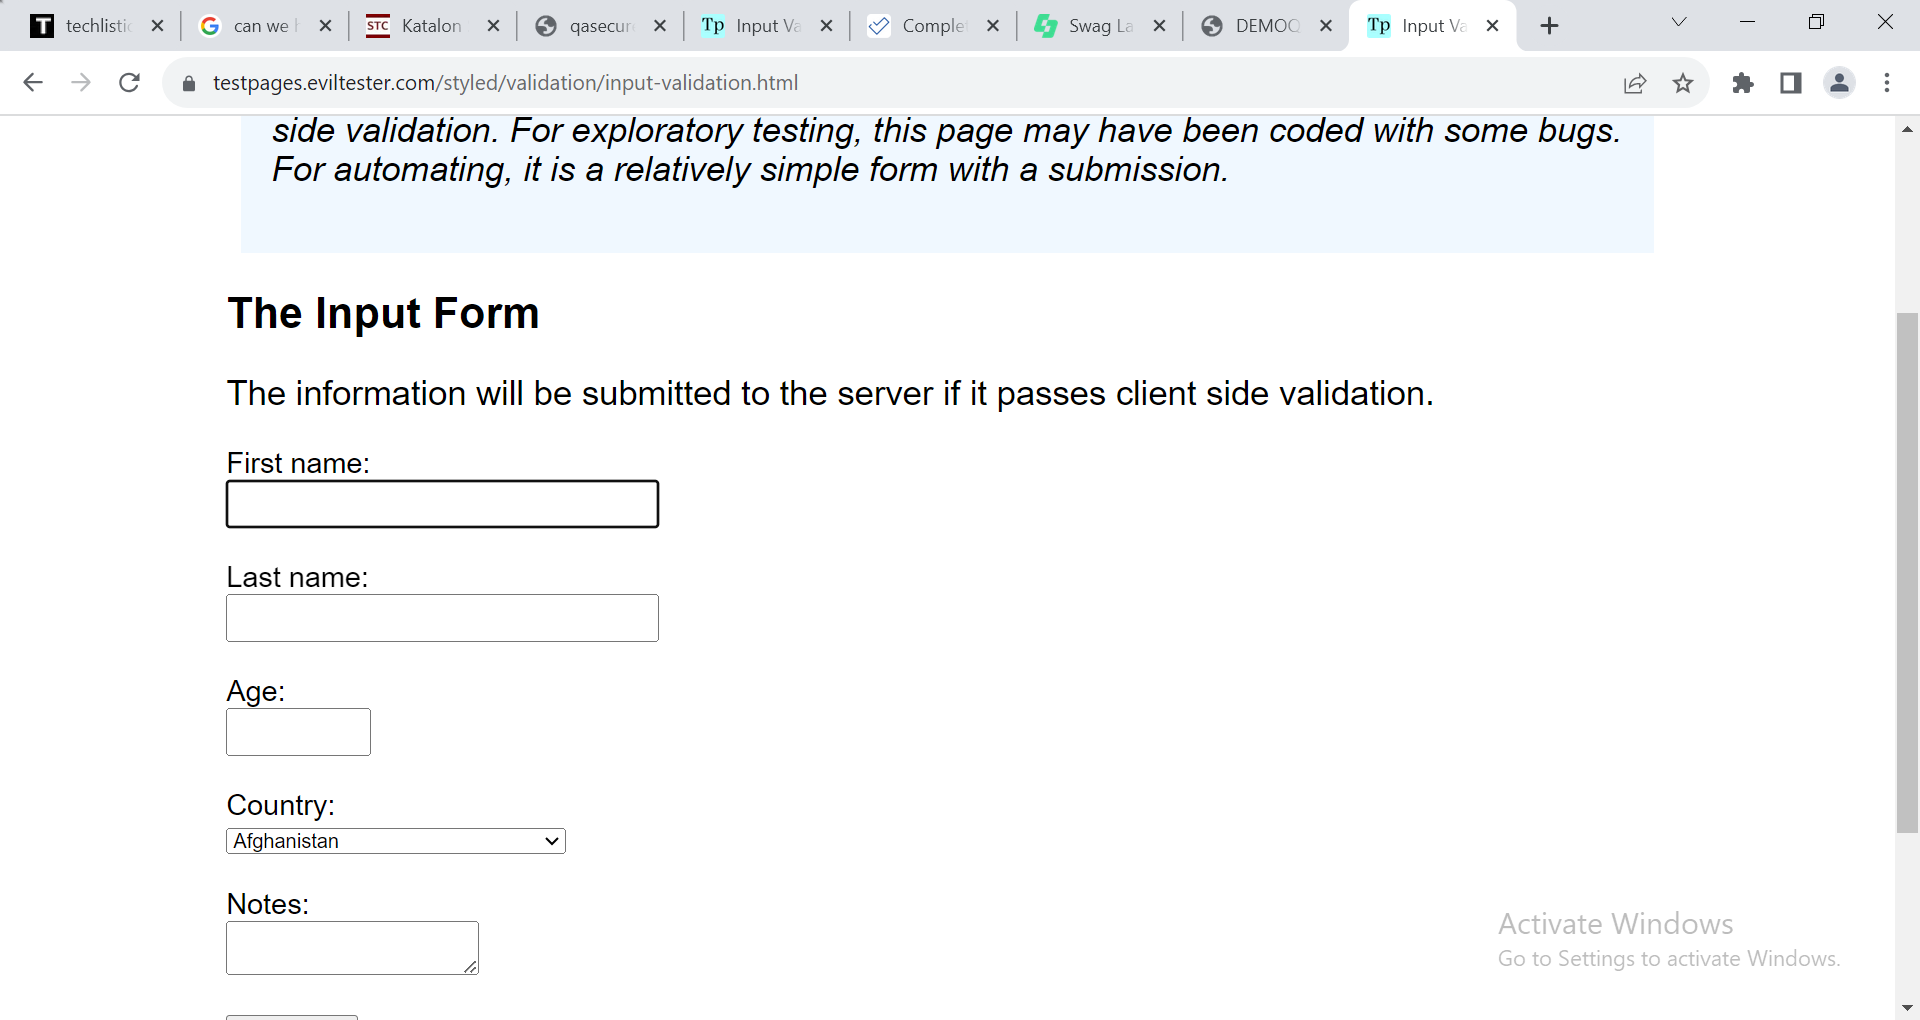 techlistic
can we h
STC Katalon
qasecure
Tp Input Va
Complet
Swag La
DEMOQ
Tp Input Va
testpages.eviltester.com/styled/validation/input-validation.html
side validation. For exploratory testing, this page may have been coded with some bugs.
For automating, it is a relatively simple form with a submission.
The Input Form
The information will be submitted to the server if it passes client side validation.
First name:
Last name:
Age:
Country:
Afghanistan
Notes:
Activate Windows
Go to Settings to activate Windows.